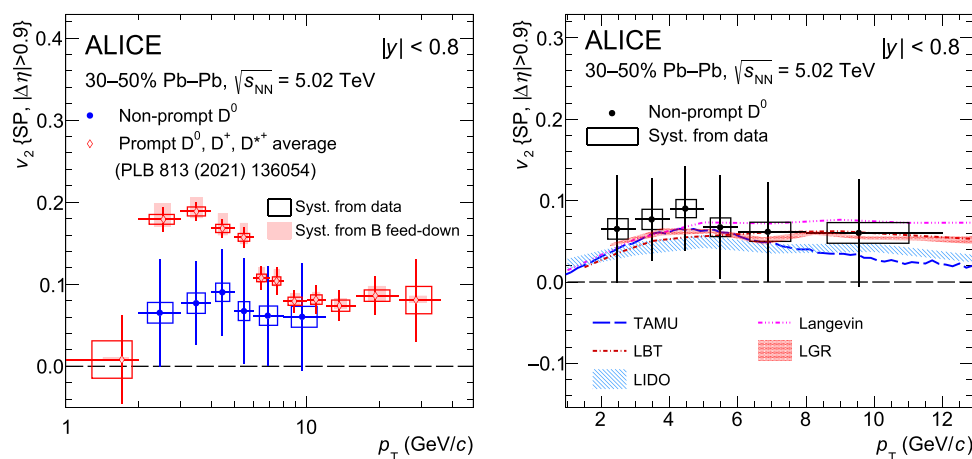 ALICE
|y| < 0.8
30–50% Pb–Pb, √sNN = 5.02 TeV
Non-prompt D⁰
Prompt D⁰, D⁺, D*⁺ average
(PLB 813 (2021) 136054)
Syst. from data
Syst. from B feed-down
v₂ {SP, |Δη|>0.9}
0.4
0.3
0.2
0.1
0.0
1
10
p_T (GeV/c)
ALICE
|y| < 0.8
30–50% Pb–Pb, √sNN = 5.02 TeV
Non-prompt D⁰
Syst. from data
v₂ {SP, |Δη|>0.9}
0.3
0.2
0.1
0.0
−0.1
TAMU
Langevin
LBT
LGR
LIDO
2 4 6 8 10 12
p_T (GeV/c)